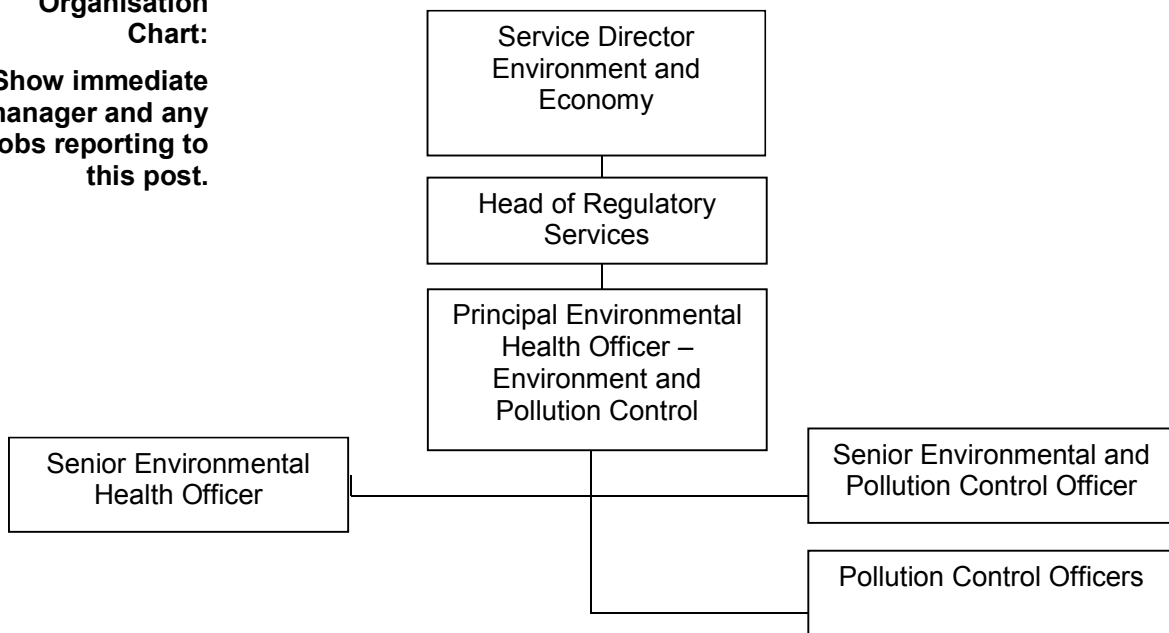 Organisation
Chart:
Show immediate
manager and any
jobs reporting to
this post.
Service Director
Environment and
Economy
Head of Regulatory
Services
Principal Environmental
Health Officer –
Environment and
Pollution Control
Senior Environmental
Health Officer
Senior Environmental and
Pollution Control Officer
Pollution Control Officers